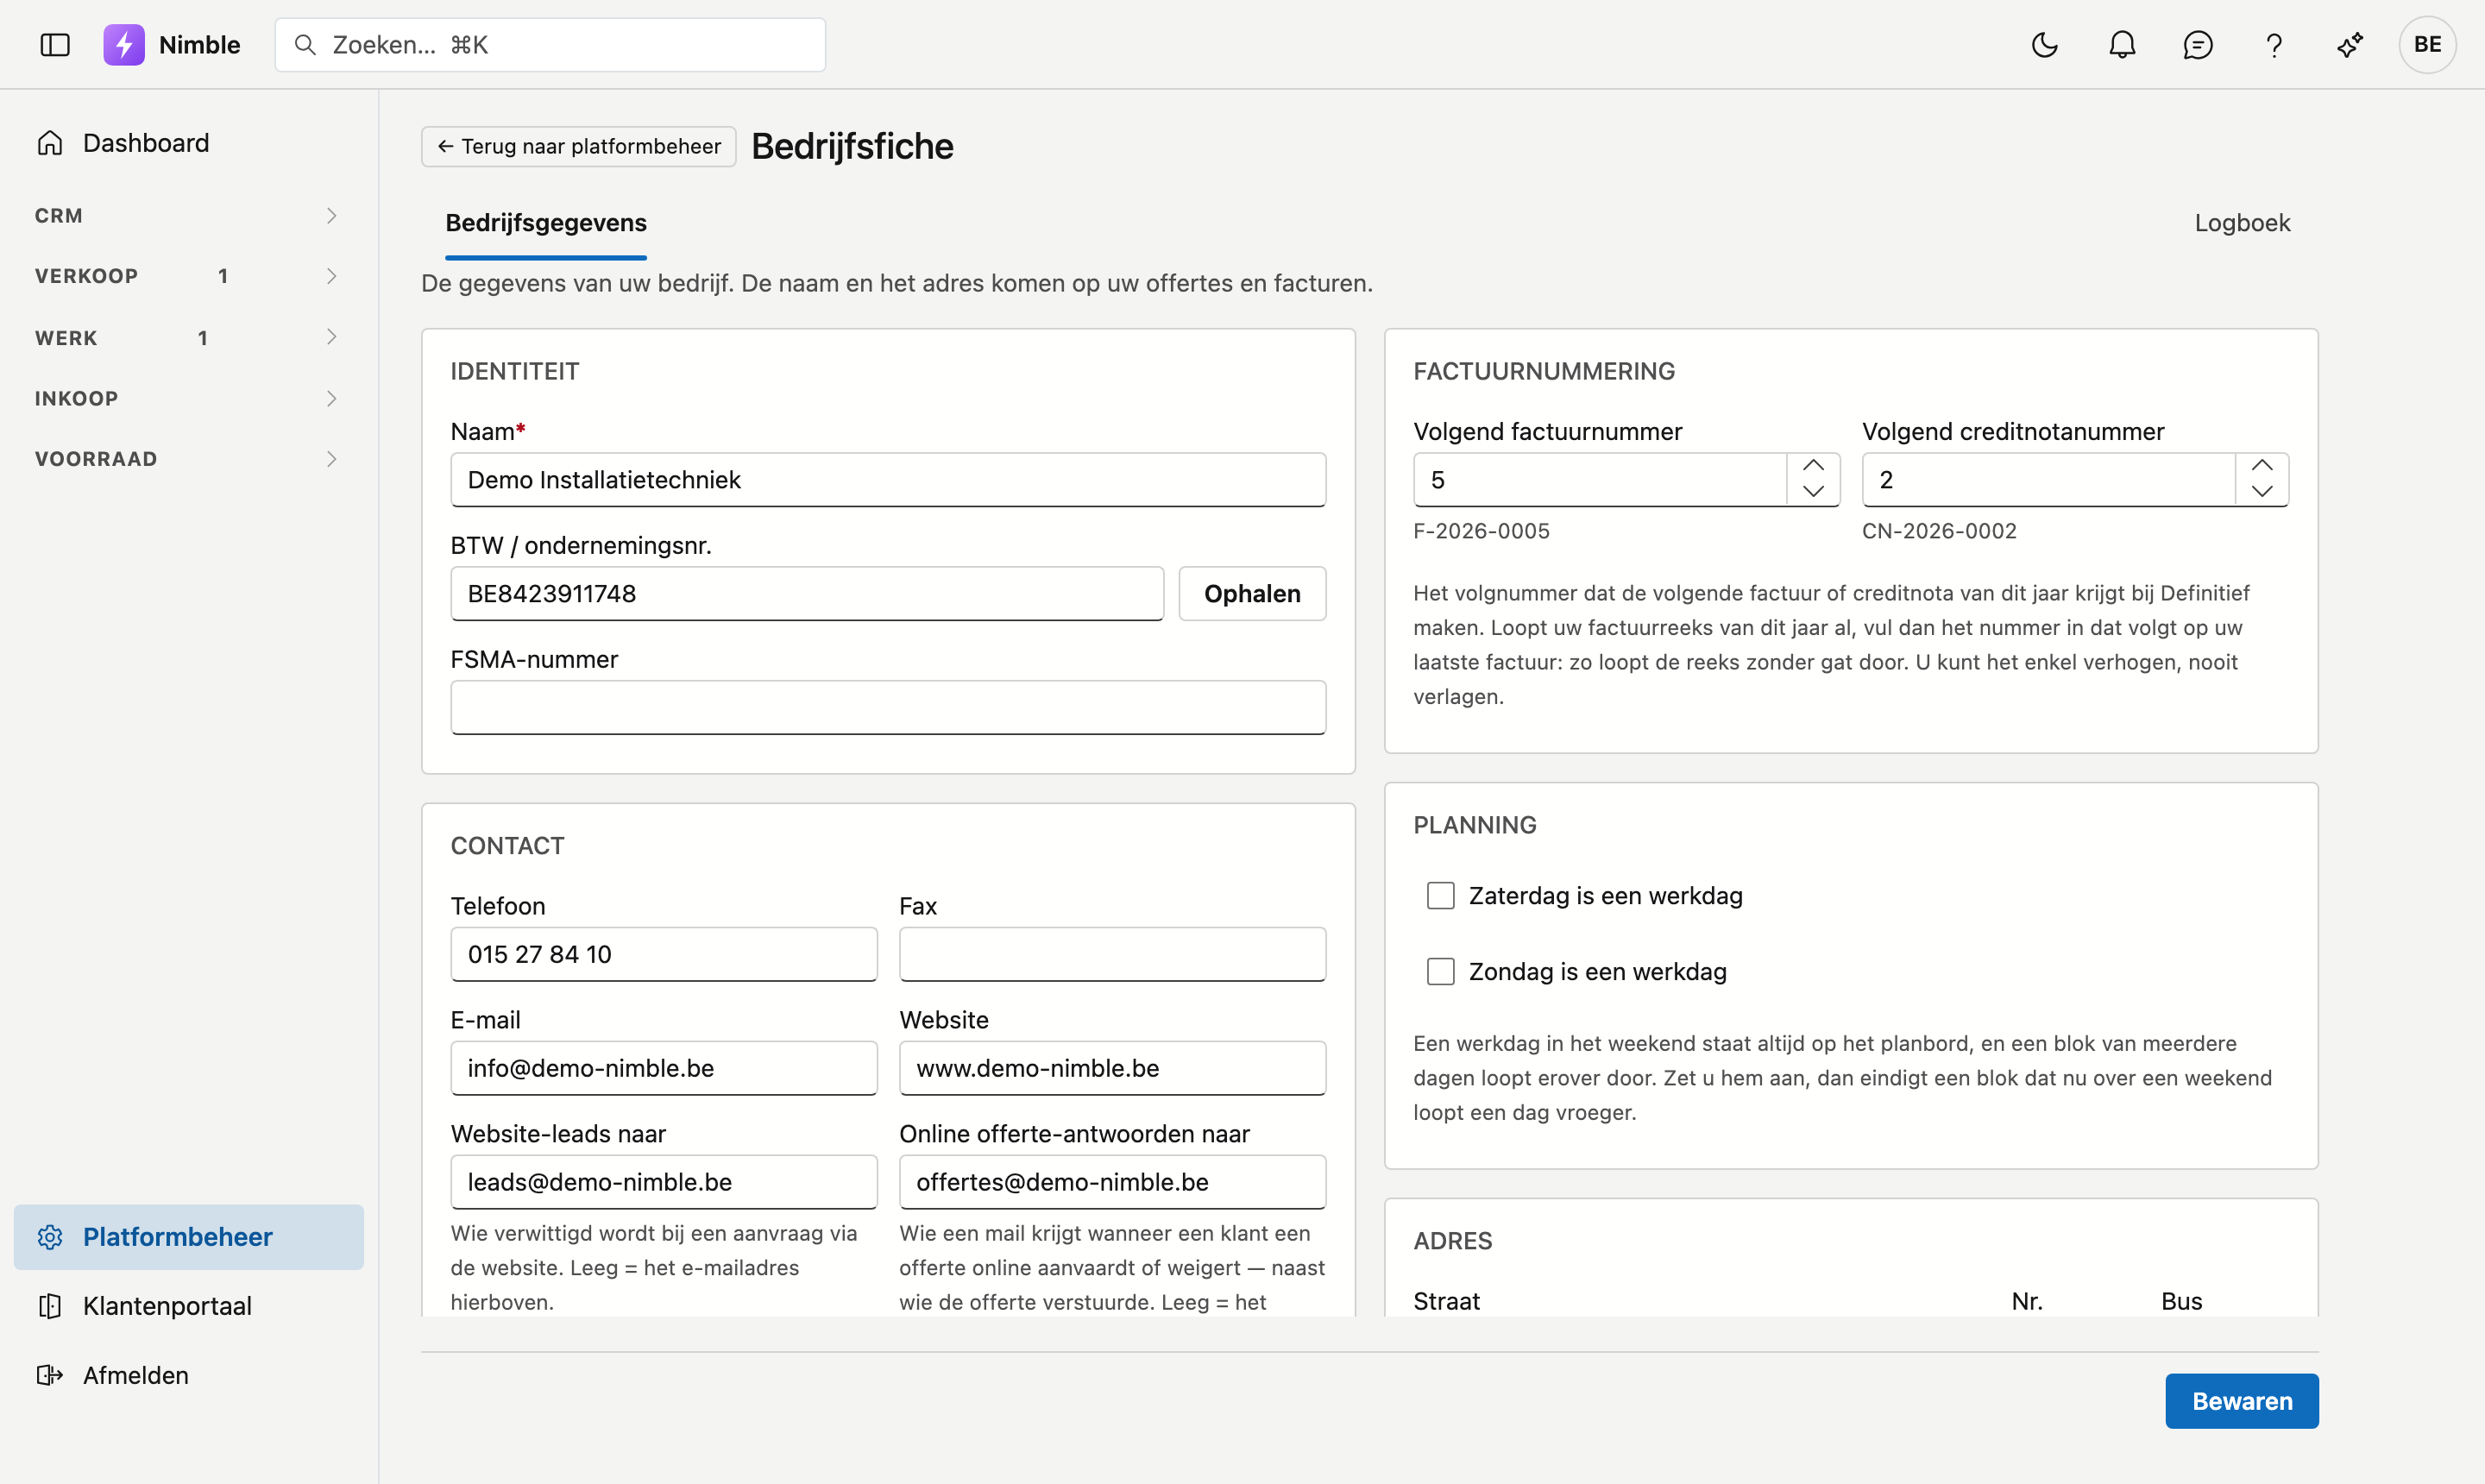 Nimble
Zoeken... ⌘K
BE
Dashboard
CRM
VERKOOP 1
WERK 1
INKOOP
VOORRAAD
Platformbeheer
Klantenportaal
Afmelden
← Terug naar platformbeheer
Bedrijfsfiche
Bedrijfsgegevens
Logboek
De gegevens van uw bedrijf. De naam en het adres komen op uw offertes en facturen.
IDENTITEIT
Naam*
Demo Installatietechniek
BTW / ondernemingsnr.
BE8423911748
Ophalen
FSMA-nummer
CONTACT
Telefoon
015 27 84 10
Fax
E-mail
info@demo-nimble.be
Website
www.demo-nimble.be
Website-leads naar
leads@demo-nimble.be
Wie verwittigd wordt bij een aanvraag via
de website. Leeg = het e-mailadres
hierboven.
Online offerte-antwoorden naar
offertes@demo-nimble.be
Wie een mail krijgt wanneer een klant een
offerte online aanvaardt of weigert — naast
wie de offerte verstuurde. Leeg = het
FACTUURNUMMERING
Volgend factuurnummer
5
F-2026-0005
Volgend creditnotanummer
2
CN-2026-0002
Het volgnummer dat de volgende factuur of creditnota van dit jaar krijgt bij Definitief
maken. Loopt uw factuurreeks van dit jaar al, vul dan het nummer in dat volgt op uw
laatste factuur: zo loopt de reeks zonder gat door. U kunt het enkel verhogen, nooit
verlagen.
PLANNING
Zaterdag is een werkdag
Zondag is een werkdag
Een werkdag in het weekend staat altijd op het planbord, en een blok van meerdere
dagen loopt erover door. Zet u hem aan, dan eindigt een blok dat nu over een weekend
loopt een dag vroeger.
ADRES
Straat
Nr.
Bus
Bewaren